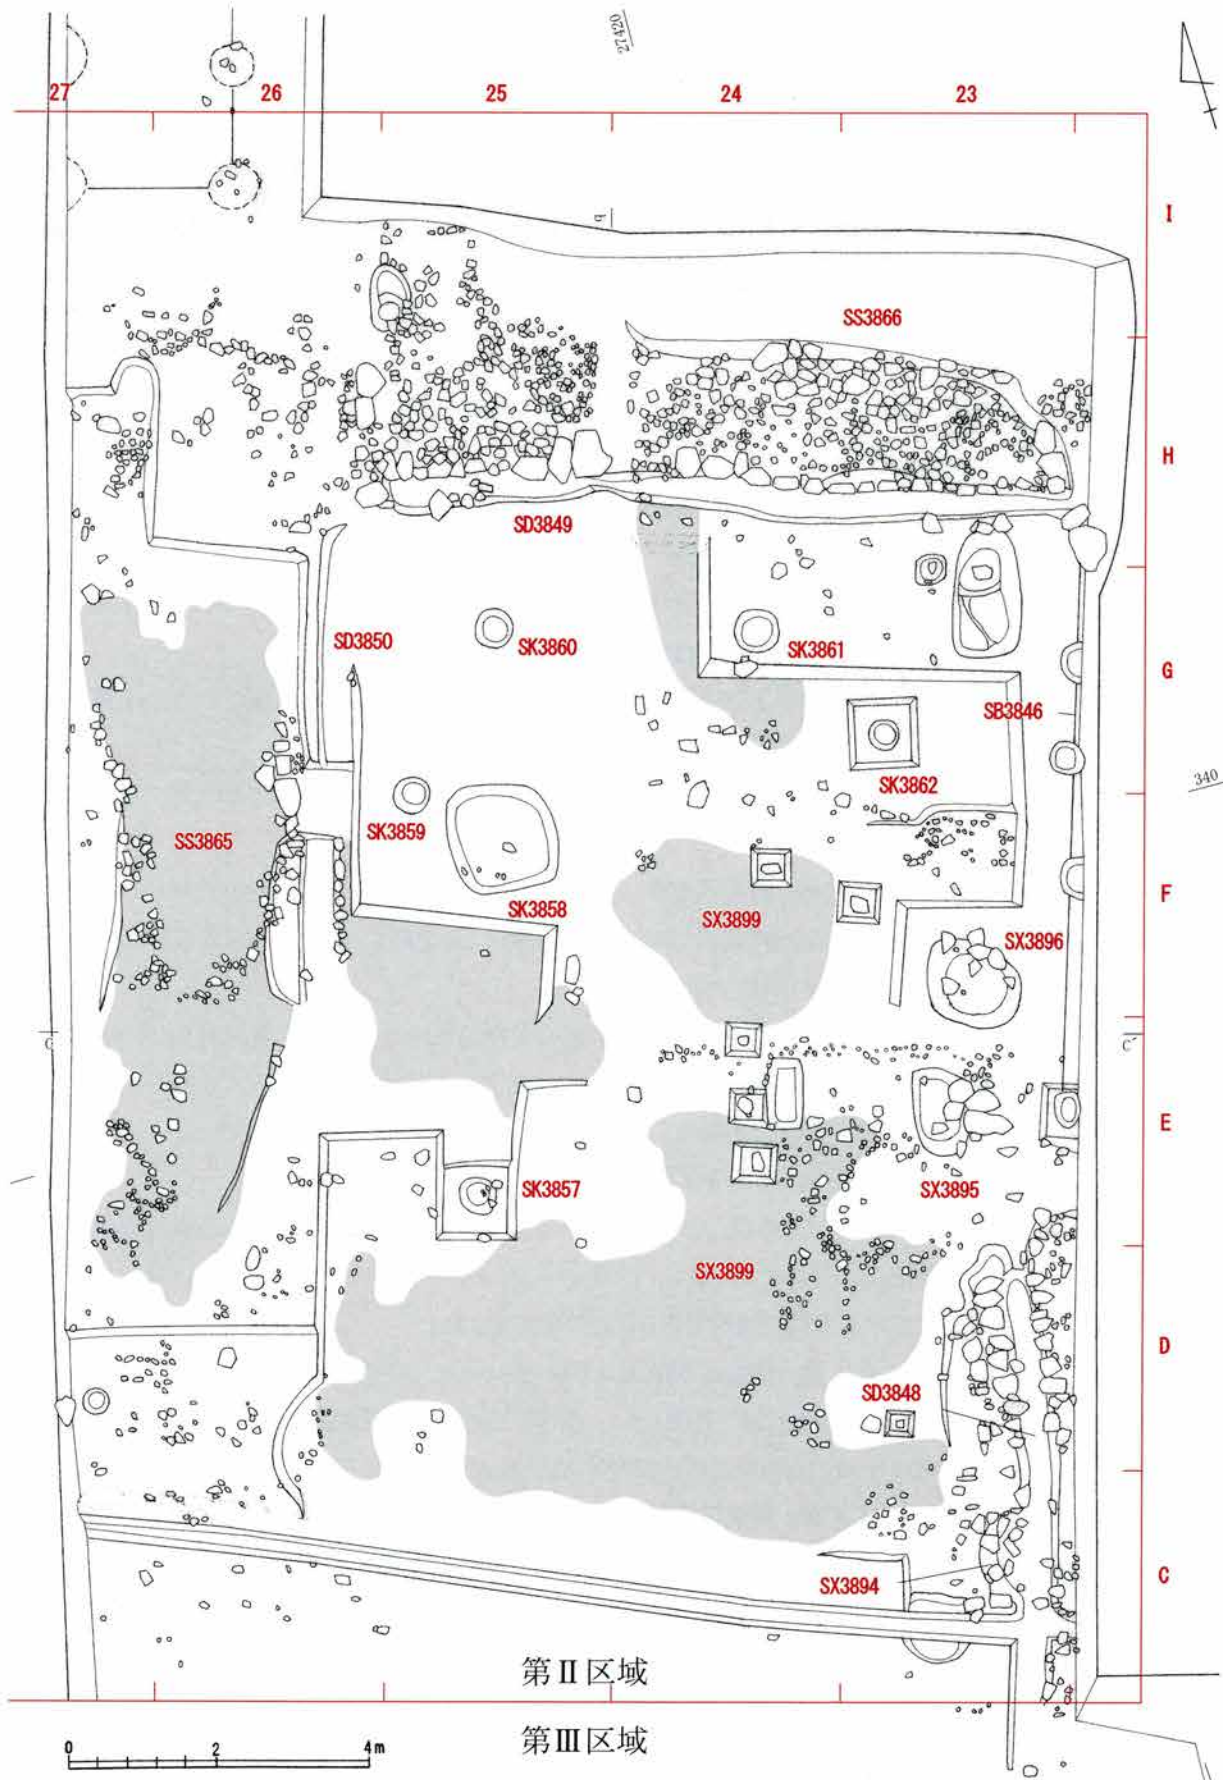 27420
27
26
25
24
23
I
b
SS3866
H
SD3849
SD3850
SK3860
SK3861
G
SB3846
340
SK3862
SK3859
SS3865
SK3858
SX3899
F
SX3896
C
C'
E
SK3857
SX3895
SX3899
D
SD3848
SX3894
C
第Ⅱ区域
第Ⅲ区域
0 2 4m